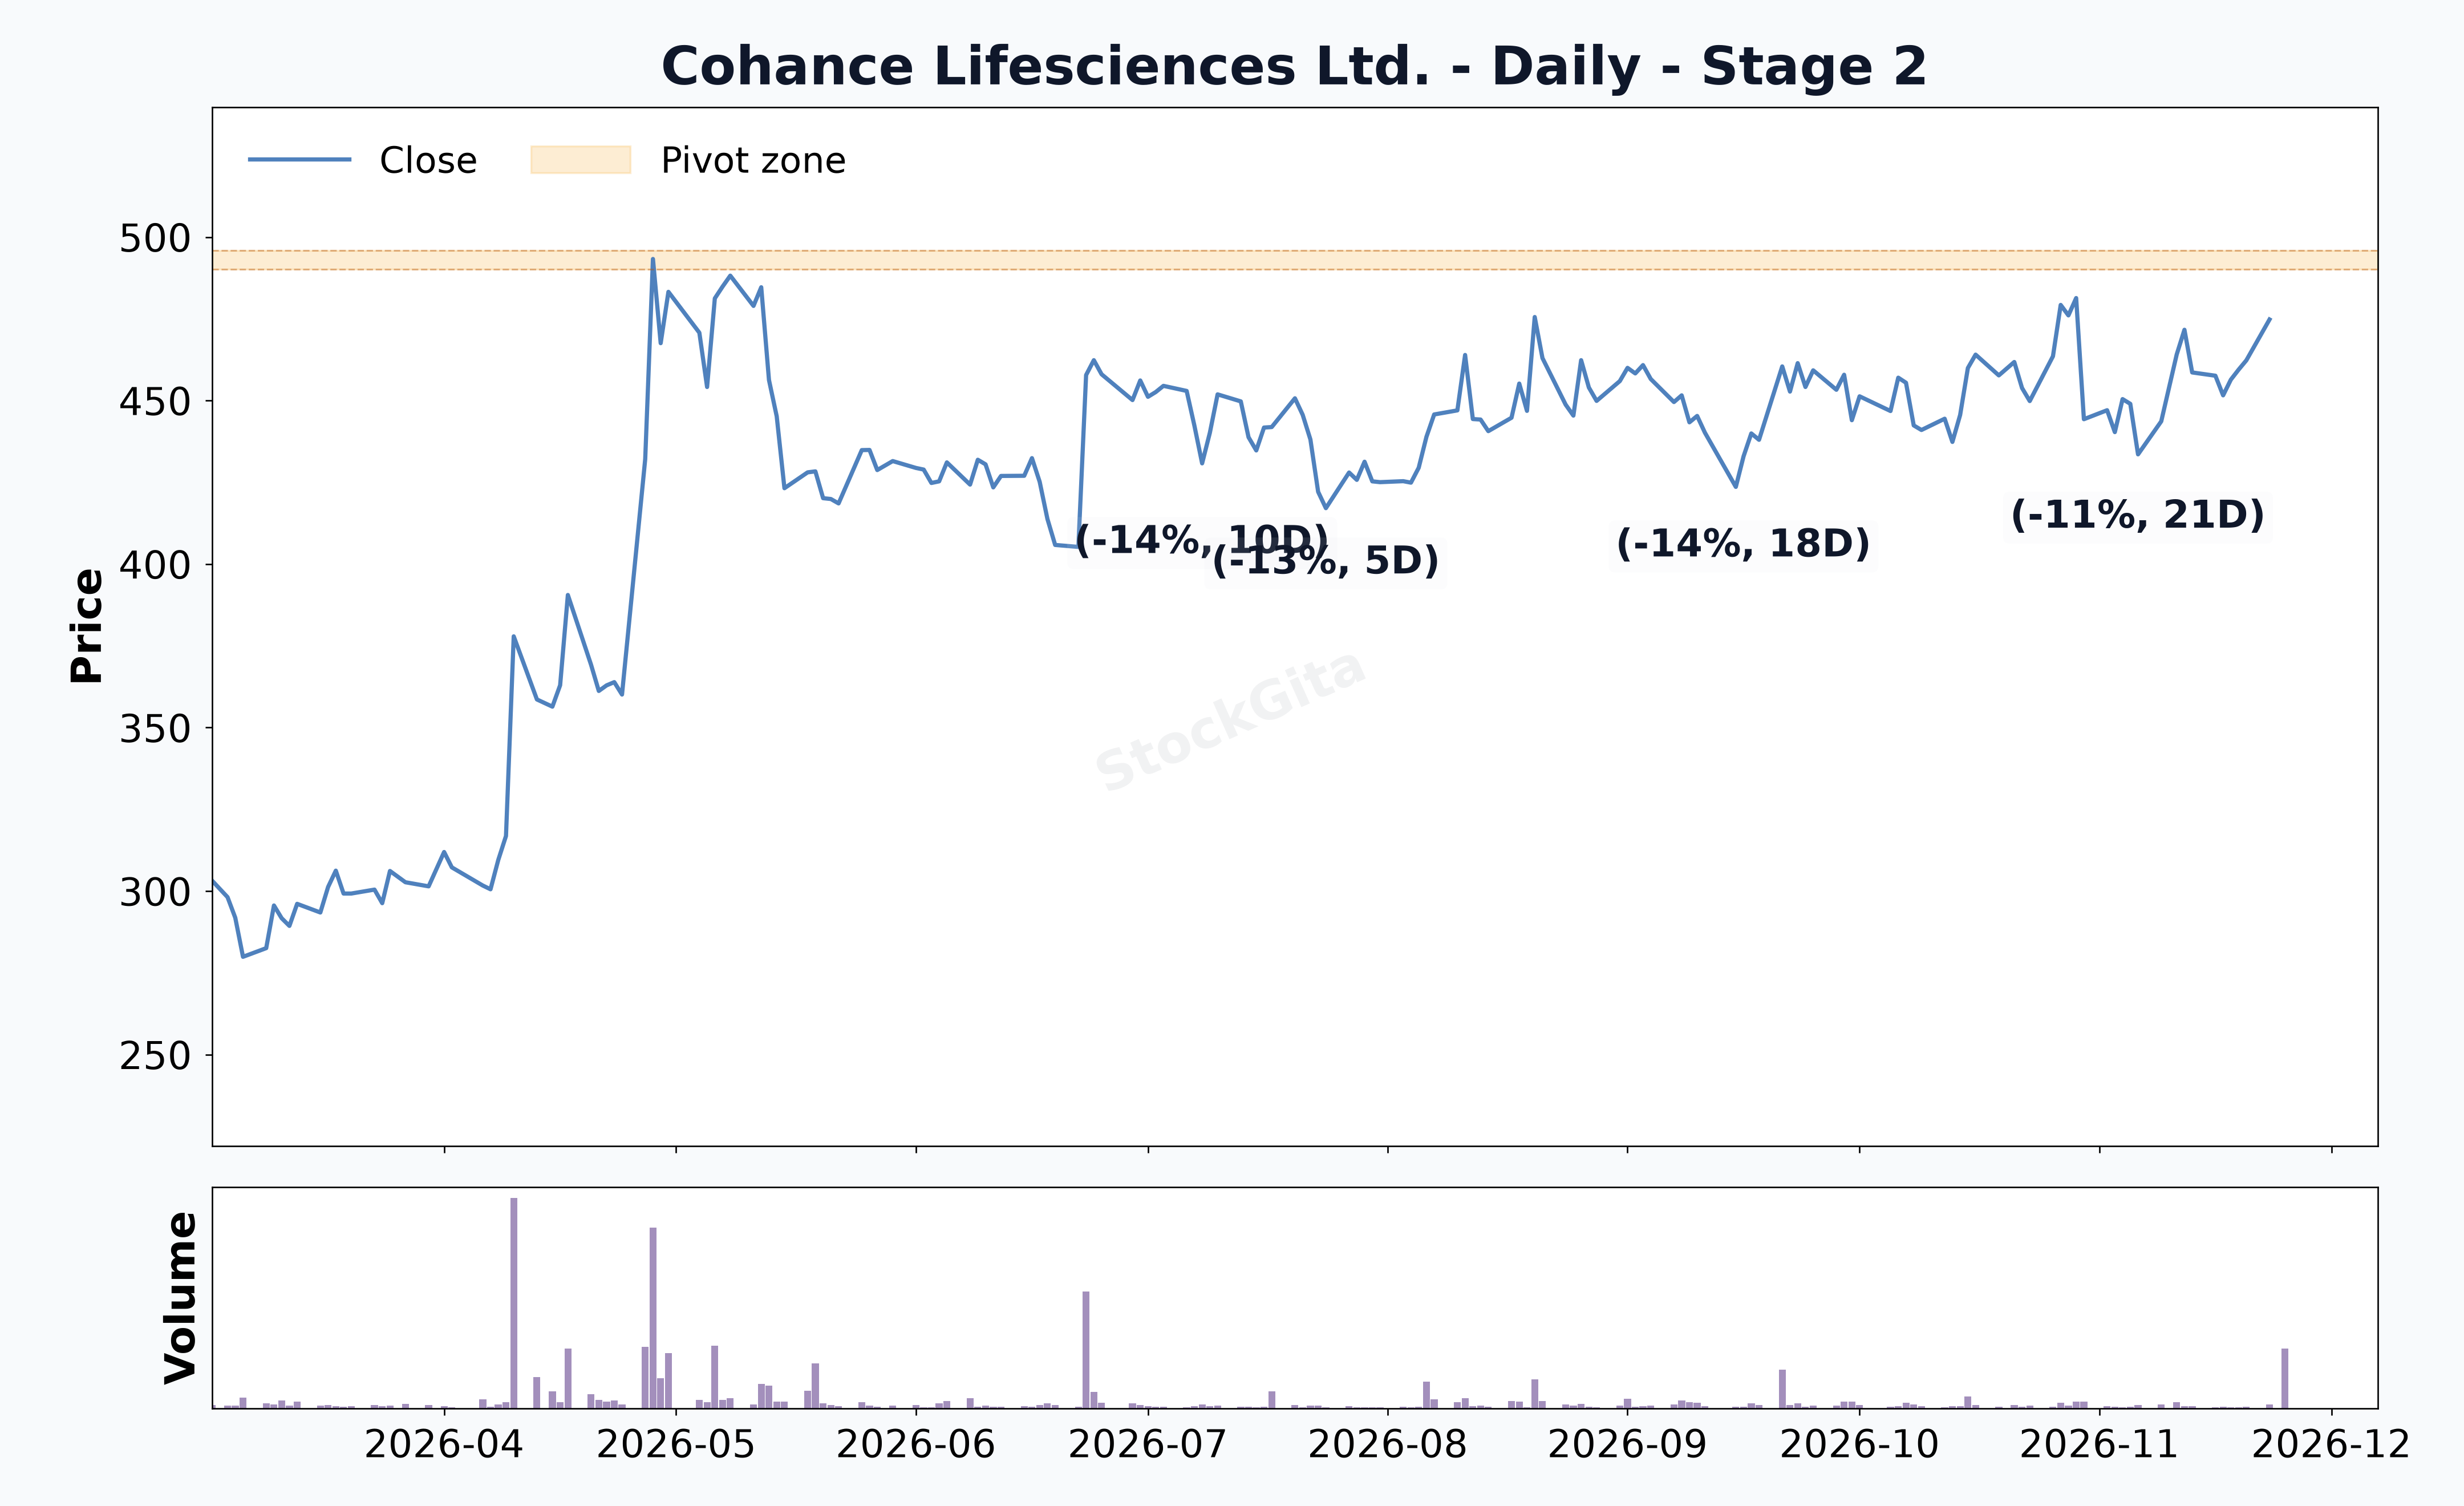 Cohance Lifesciences Ltd. - Daily - Stage 2
Close
Pivot zone
500
450
400
350
300
250
Price
(-14%, 10D)
(-13%, 5D)
(-14%, 18D)
(-11%, 21D)
StockGita
Volume
2026-04
2026-05
2026-06
2026-07
2026-08
2026-09
2026-10
2026-11
2026-12